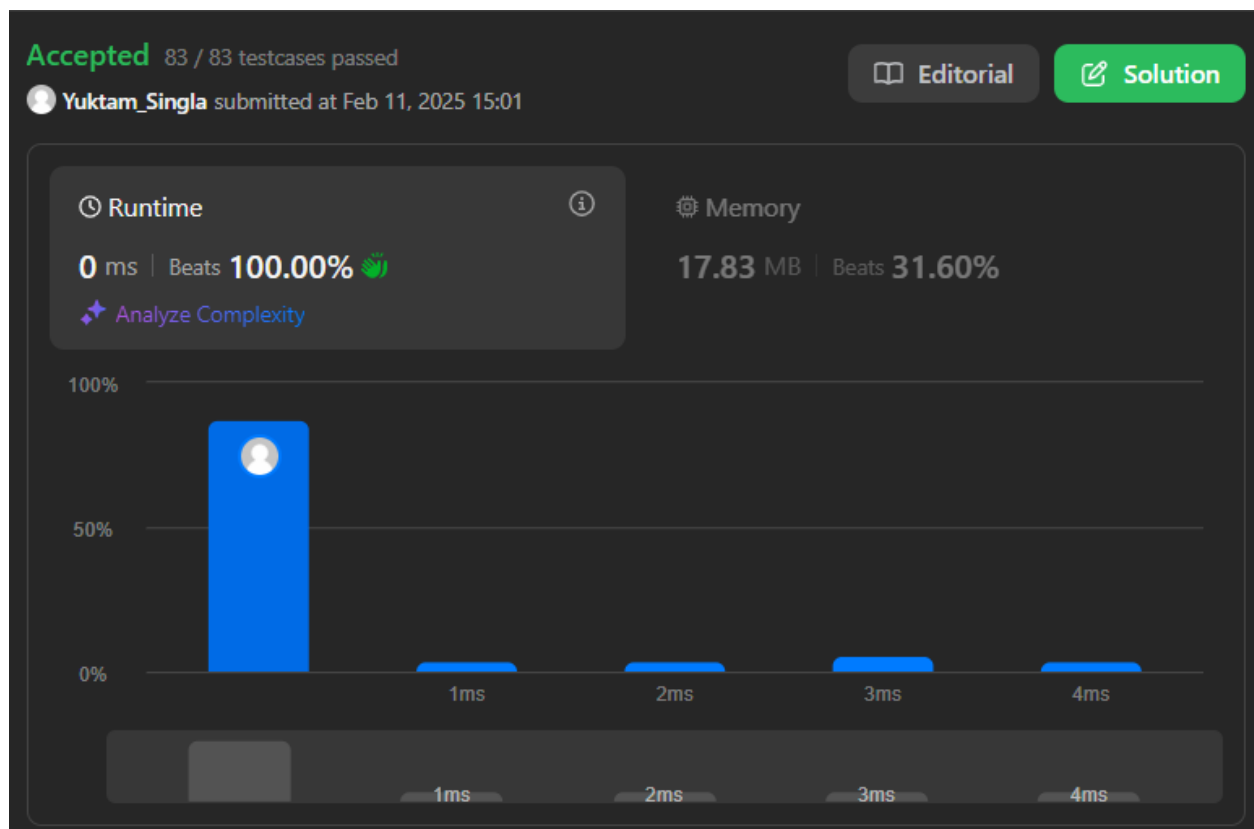 Accepted 83 / 83 testcases passed
Editorial
Solution
Yuktam_Singla submitted at Feb 11, 2025 15:01
Runtime
0 ms | Beats 100.00%
Analyze Complexity
Memory
17.83 MB | Beats 31.60%
100%
50%
0%
1ms 2ms 3ms 4ms
1ms 2ms 3ms 4ms